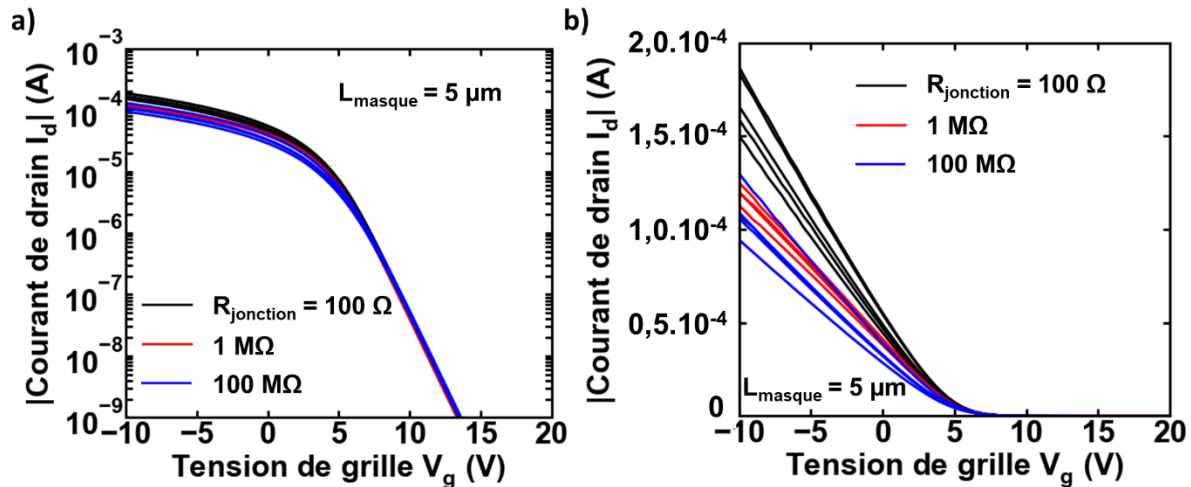 a)
|Courant de drain I_d| (A)
10⁻³
10⁻⁴
10⁻⁵
10⁻⁶
10⁻⁷
10⁻⁸
10⁻⁹
L_masque = 5 µm
R_jonction = 100 Ω
1 MΩ
100 MΩ
−10 −5 0 5 10 15 20
Tension de grille V_g (V)
b)
|Courant de drain I_d| (A)
2,0.10⁻⁴
1,5.10⁻⁴
1,0.10⁻⁴
0,5.10⁻⁴
0
R_jonction = 100 Ω
1 MΩ
100 MΩ
L_masque = 5 µm
−10 −5 0 5 10 15 20
Tension de grille V_g (V)